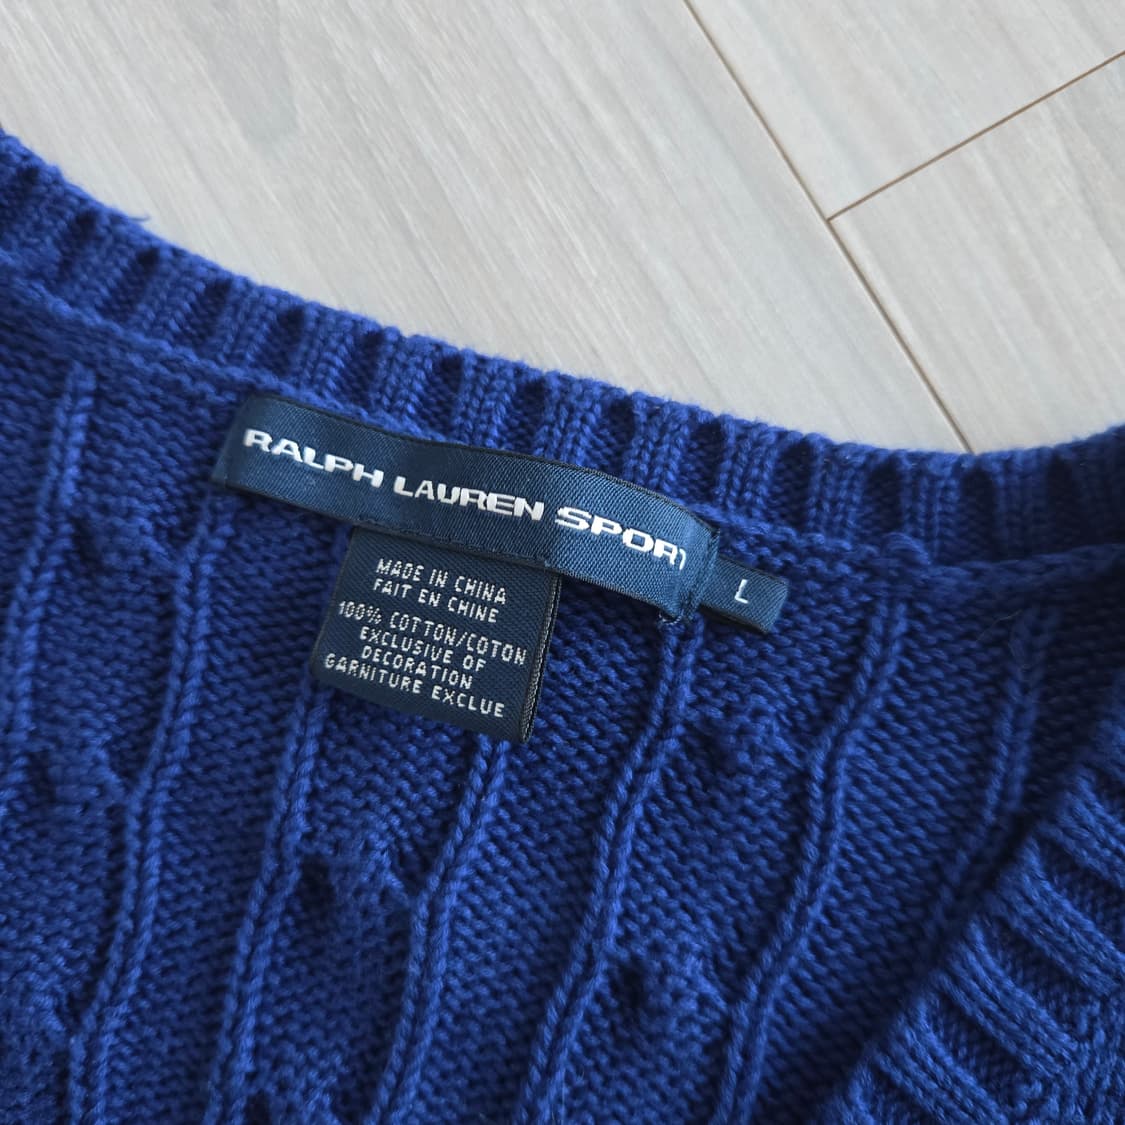 RALPH LAUREN SPORT
L
MADE IN CHINA
FAIT EN CHINE
100% COTTON/COTON
EXCLUSIVE OF
DECORATION
GARNITURE EXCLUE